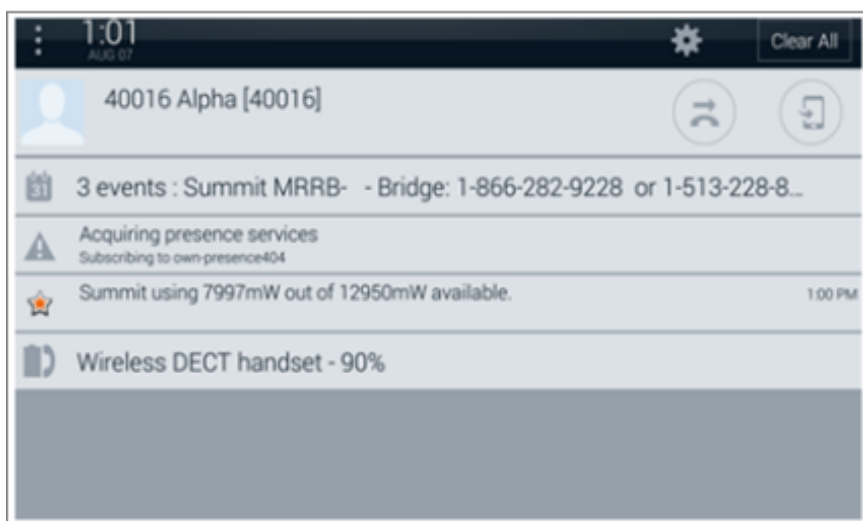 1:01
AUG 07
Clear All
40016 Alpha [40016]
31
3 events : Summit MRRB- - Bridge: 1-866-282-9228 or 1-513-228-8...
Acquiring presence services
Subscribing to own-presence404
Summit using 7997mW out of 12950mW available.
1:00 PM
Wireless DECT handset - 90%